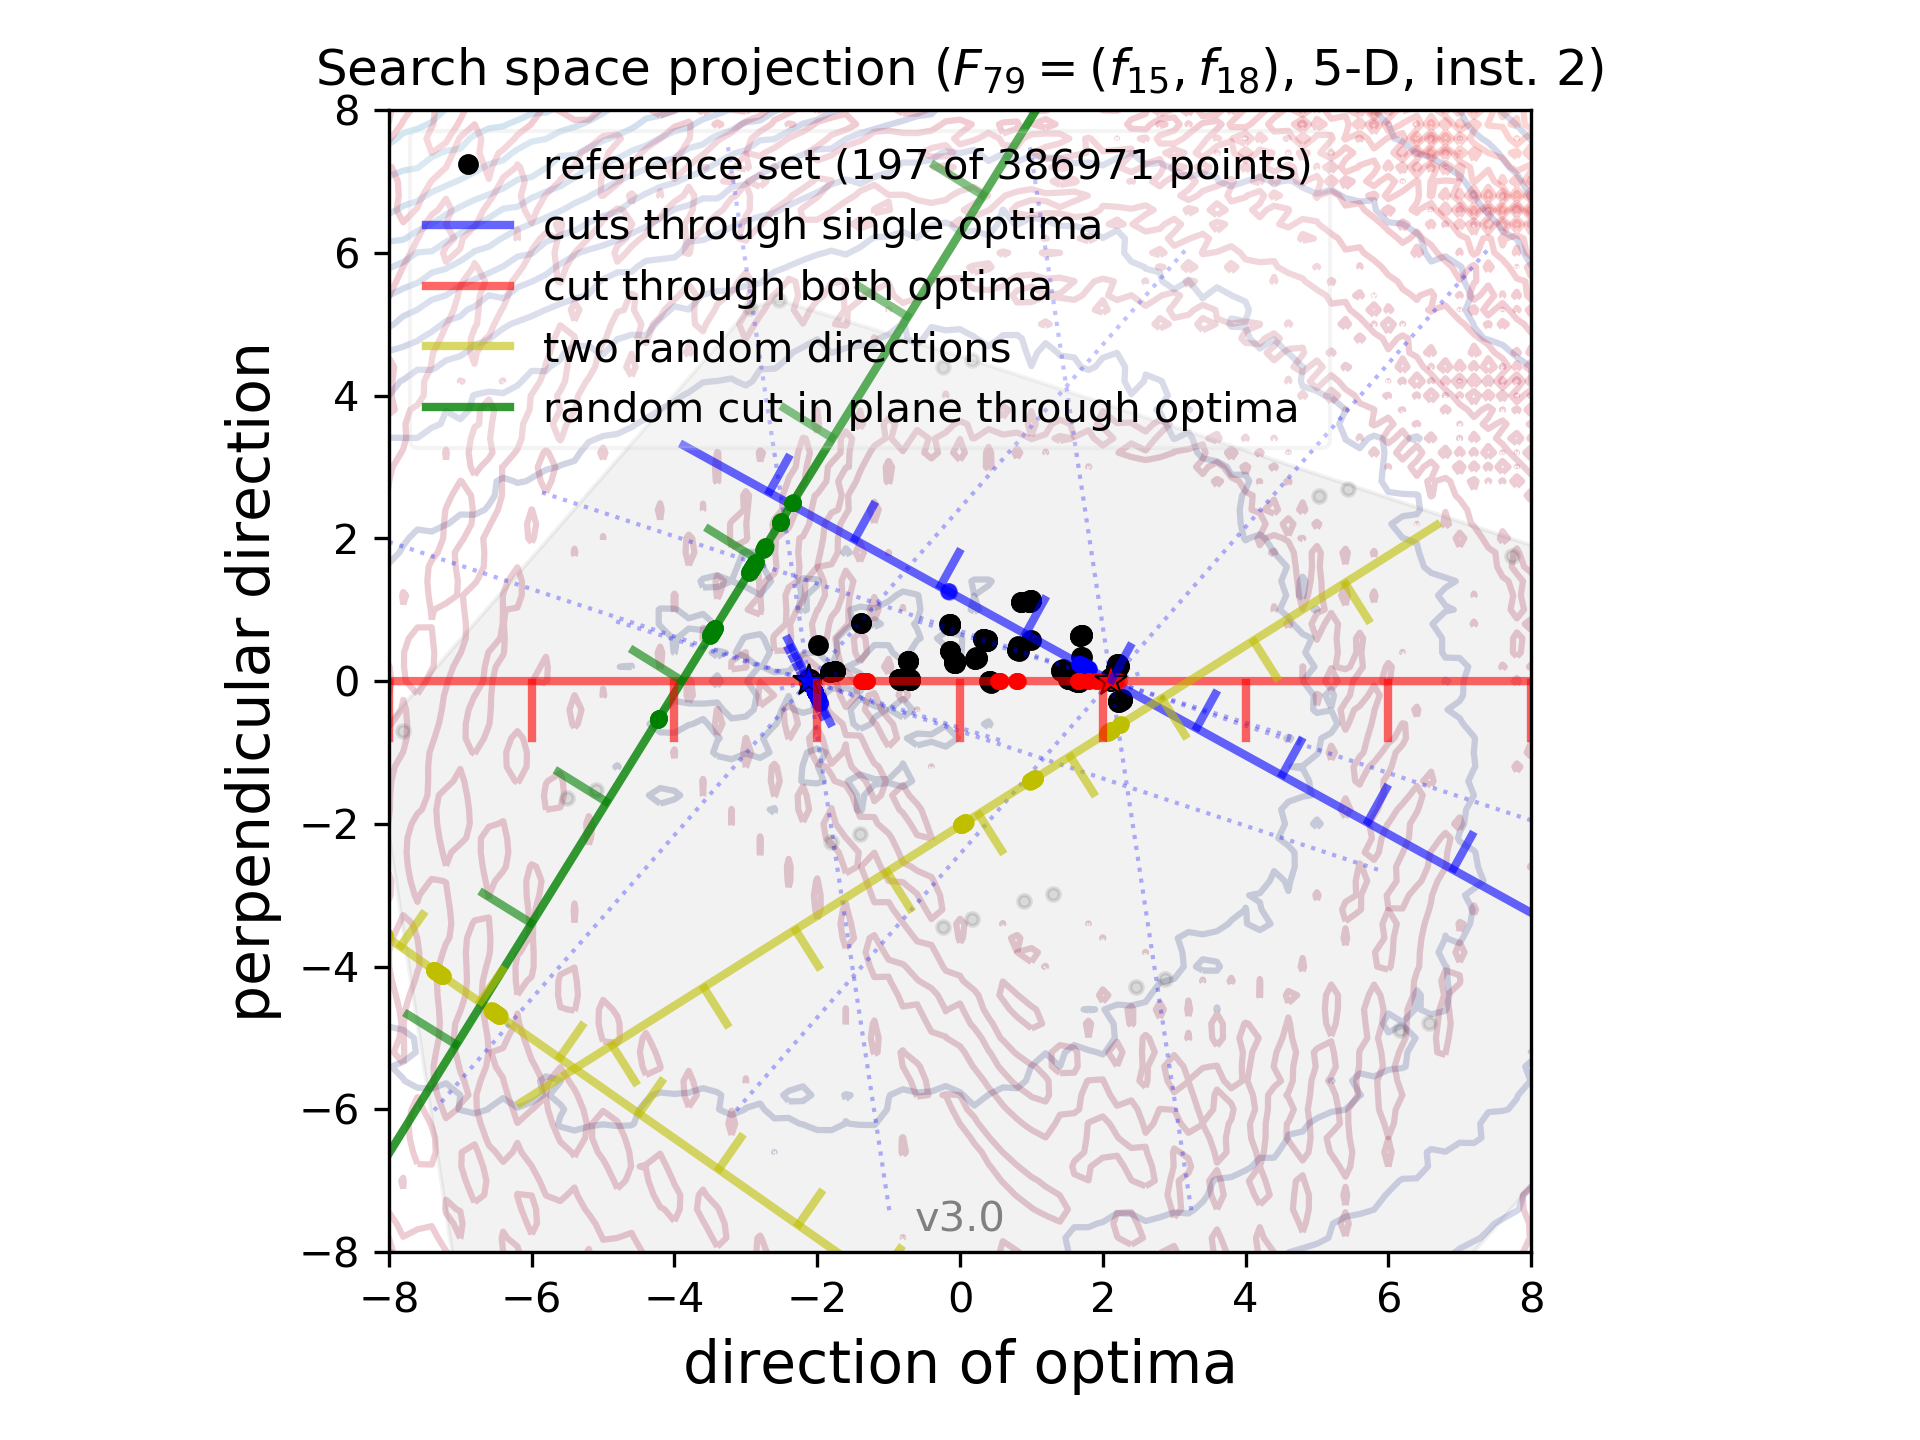 Search space projection (F79 = (f15, f18), 5-D, inst. 2)
reference set (197 of 386971 points)
cuts through single optima
cut through both optima
two random directions
random cut in plane through optima
8
6
4
2
0
−2
−4
−6
−8
perpendicular direction
v3.0
−8 −6 −4 −2 0 2 4 6 8
direction of optima